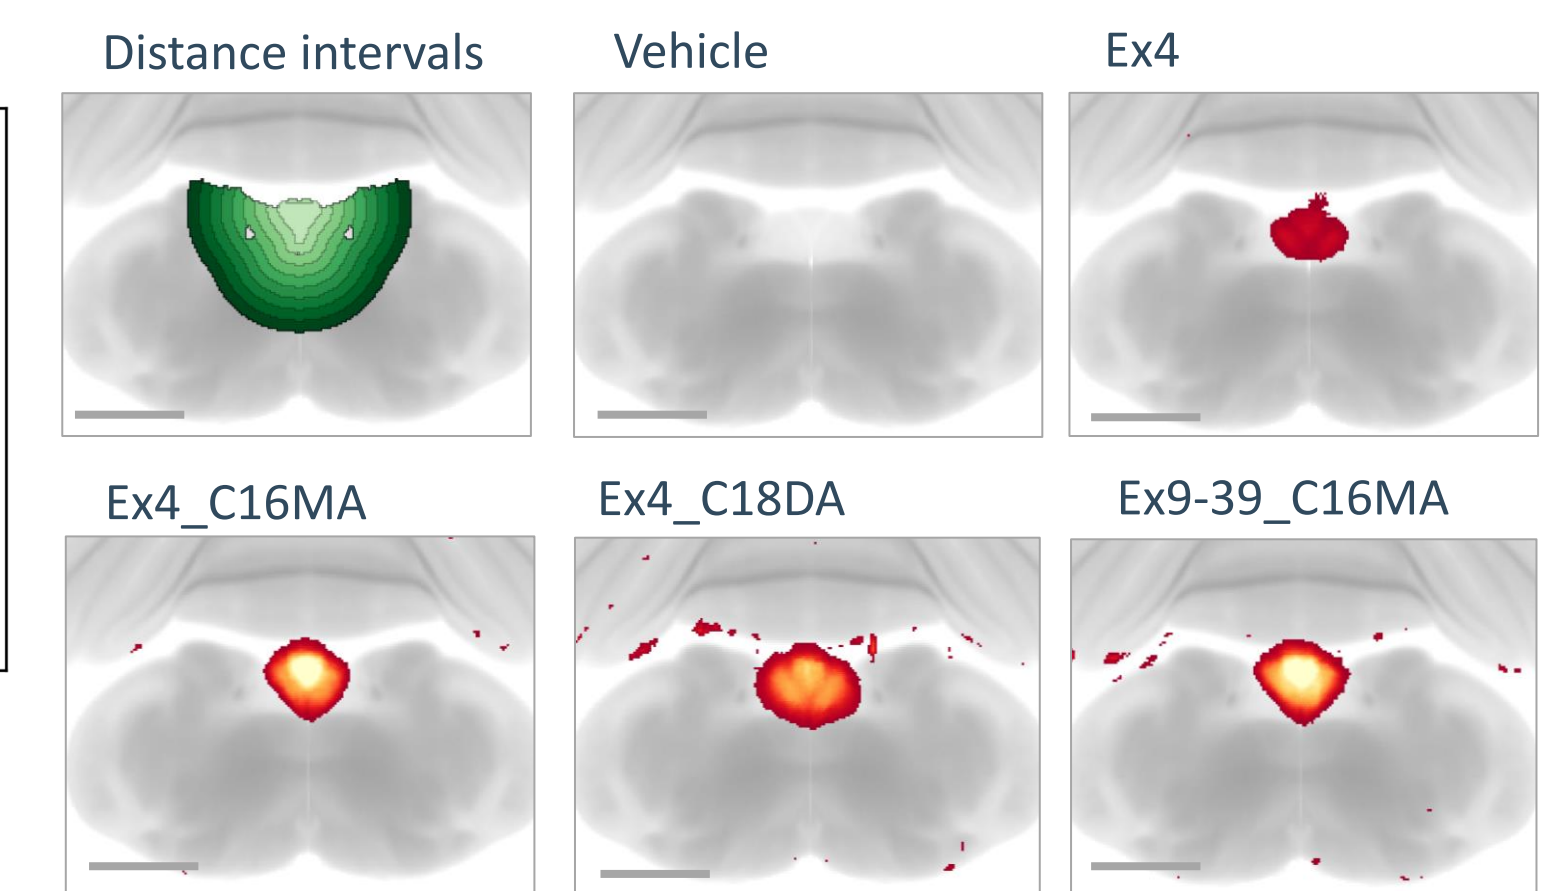 Distance intervals
Vehicle
Ex4
Ex4_C16MA
Ex4_C18DA
Ex9-39_C16MA